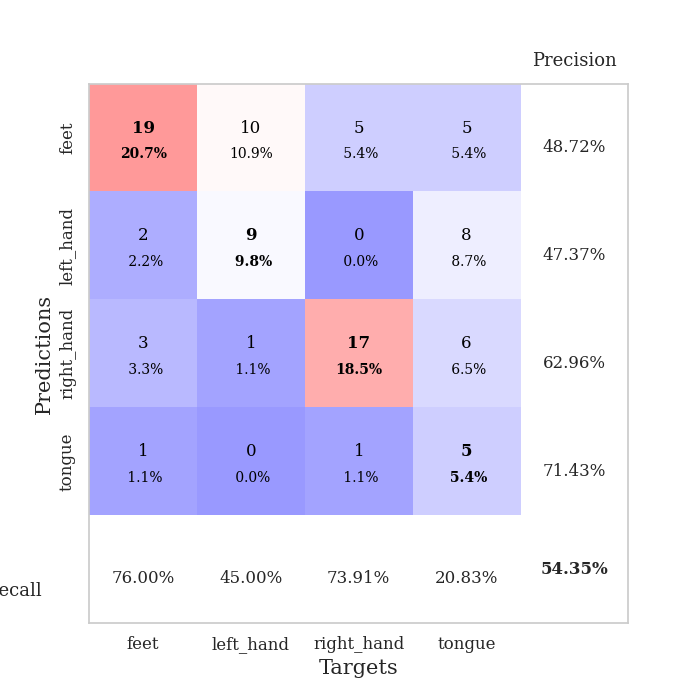 Precision
feet
19 10 5 5
20.7% 10.9% 5.4% 5.4%
48.72%
left_hand
2 9 0 8
2.2% 9.8% 0.0% 8.7%
47.37%
Predictions
right_hand
3 1 17 6
3.3% 1.1% 18.5% 6.5%
62.96%
tongue
1 0 1 5
1.1% 0.0% 1.1% 5.4%
71.43%
ecall
76.00% 45.00% 73.91% 20.83% 54.35%
feet left_hand right_hand tongue
Targets